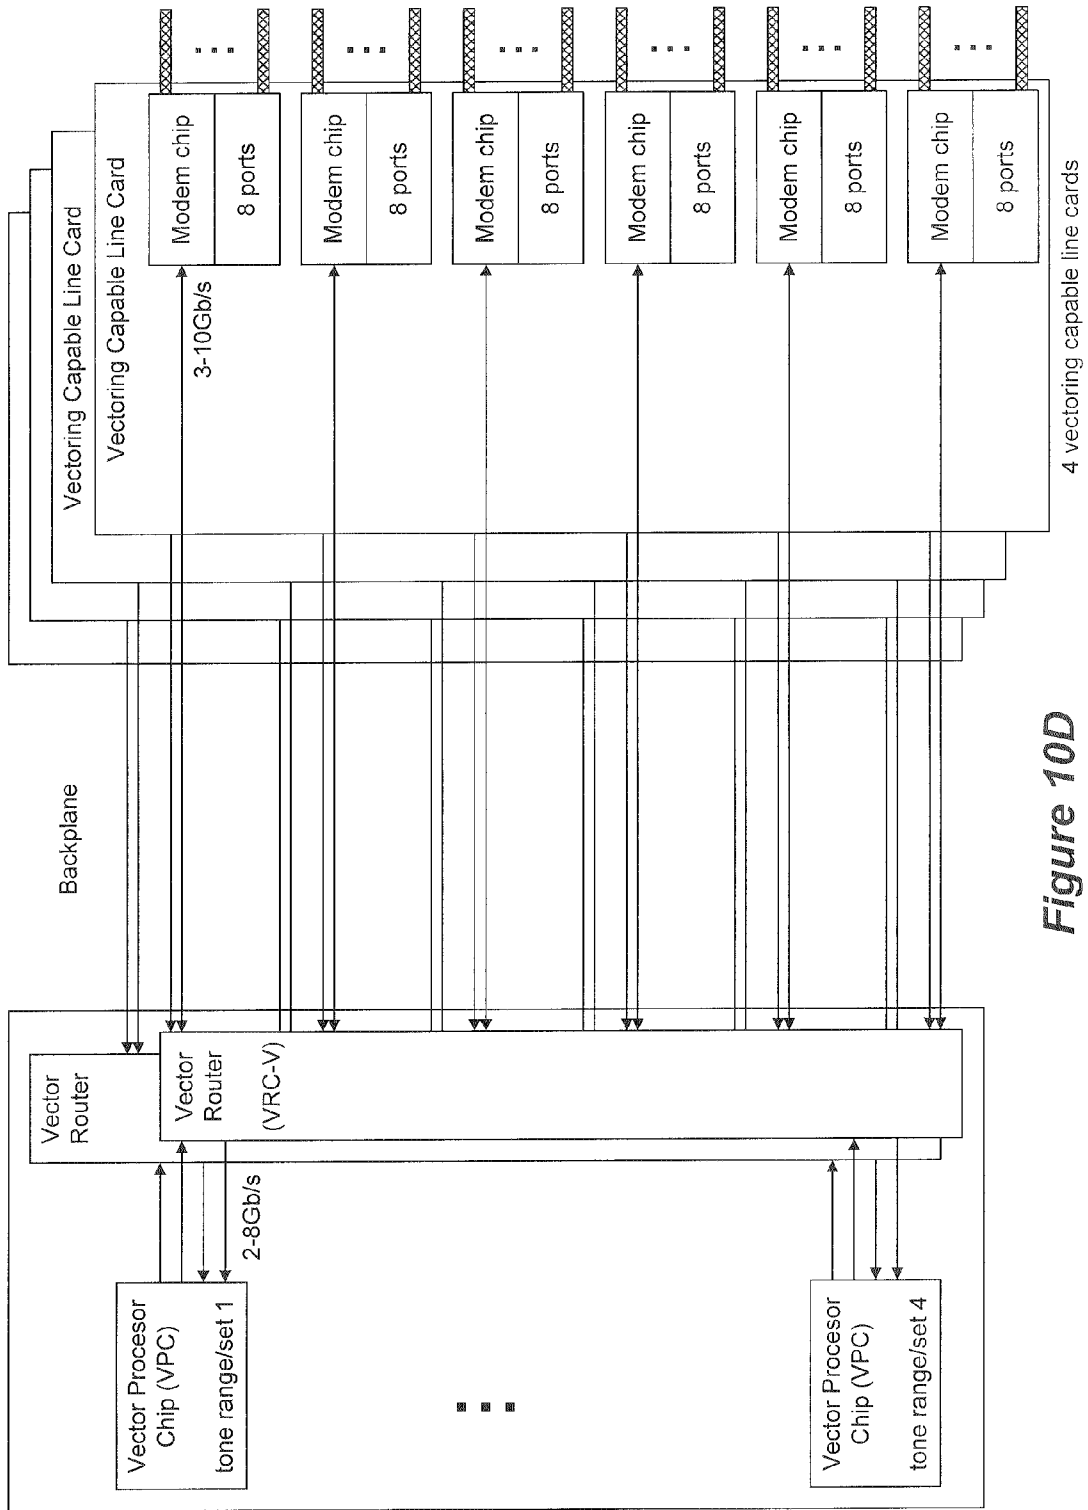 Vector Procesor
Chip (VPC)
tone range/set 1
Vector Procesor
Chip (VPC)
tone range/set 4
2-8Gb/s
Vector
Router
Vector
Router
(VRC-V)
Backplane
Vectoring Capable Line Card
Vectoring Capable Line Card
3-10Gb/s
Modem chip
8 ports
Modem chip
8 ports
Modem chip
8 ports
Modem chip
8 ports
Modem chip
8 ports
Modem chip
8 ports
4 vectoring capable line cards
Figure 10D